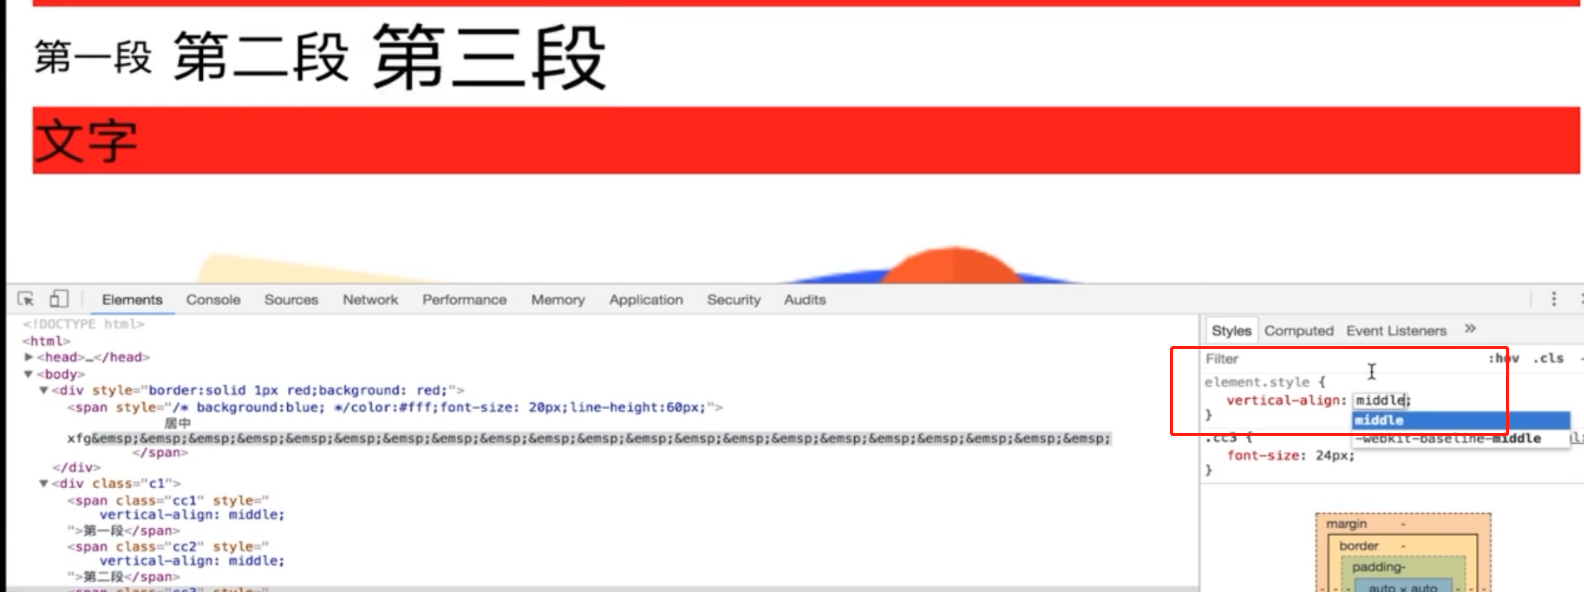 第一段 第二段 第三段
文字
Elements Console Sources Network Performance Memory Application Security Audits
<!DOCTYPE html>
<html>
<head>…</head>
<body>
<div style="border:solid 1px red;background: red;">
<span style="/* background:blue; */color:#fff;font-size: 20px;line-height:60px;">
居中
xfg&emsp;&emsp;&emsp;&emsp;&emsp;&emsp;&emsp;&emsp;&emsp;&emsp;&emsp;&emsp;&emsp;&emsp;&emsp;&emsp;&emsp;&emsp;&emsp;&emsp;&emsp;
</span>
</div>
<div class="c1">
<span class="cc1" style="
vertical-align: middle;
">第一段</span>
<span class="cc2" style="
vertical-align: middle;
">第二段</span>
Styles Computed Event Listeners »
Filter :hov .cls
element.style {
vertical-align: middle;
}
middle
-webkit-baseline-middle
.cc3 {
font-size: 24px;
}
margin -
border -
padding-
auto × auto